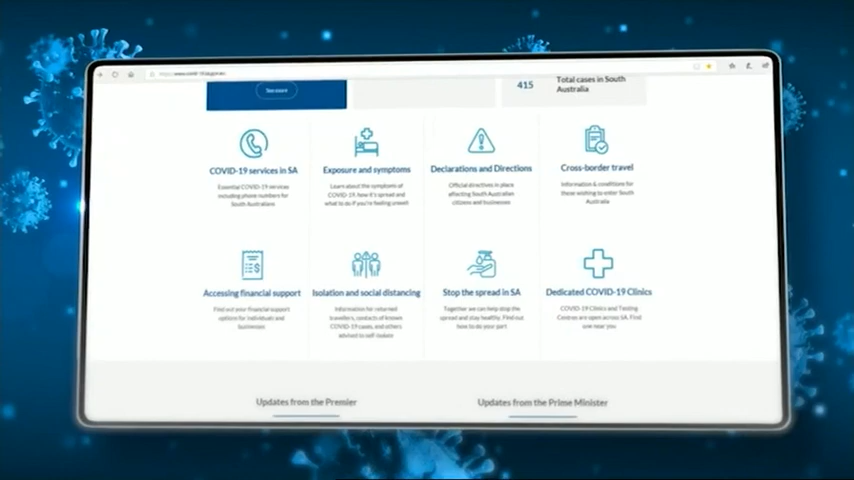 See more
415
Total cases in South
Australia
COVID-19 services in SA
Exposure and symptoms
Declarations and Directions
Cross-border travel
Essential COVID-19 services
including phone numbers for
South Australians
Learn about the symptoms of
COVID-19, how it's spread and
what to do if you're feeling unwell
Official directives in place
affecting South Australian
citizens and businesses
Information & conditions for
those wishing to enter South
Australia
Accessing financial support
Isolation and social distancing
Stop the spread in SA
Dedicated COVID-19 Clinics
Find out your financial support
options for individuals and
businesses
Information for returned
travellers, contacts of known
COVID-19 cases, and others
advised to self-isolate
Together we can help stop the
spread and stay healthy. Find out
how to do your part
COVID-19 Clinics and Testing
Centres are open across SA. Find
one near you
Updates from the Premier
Updates from the Prime Minister